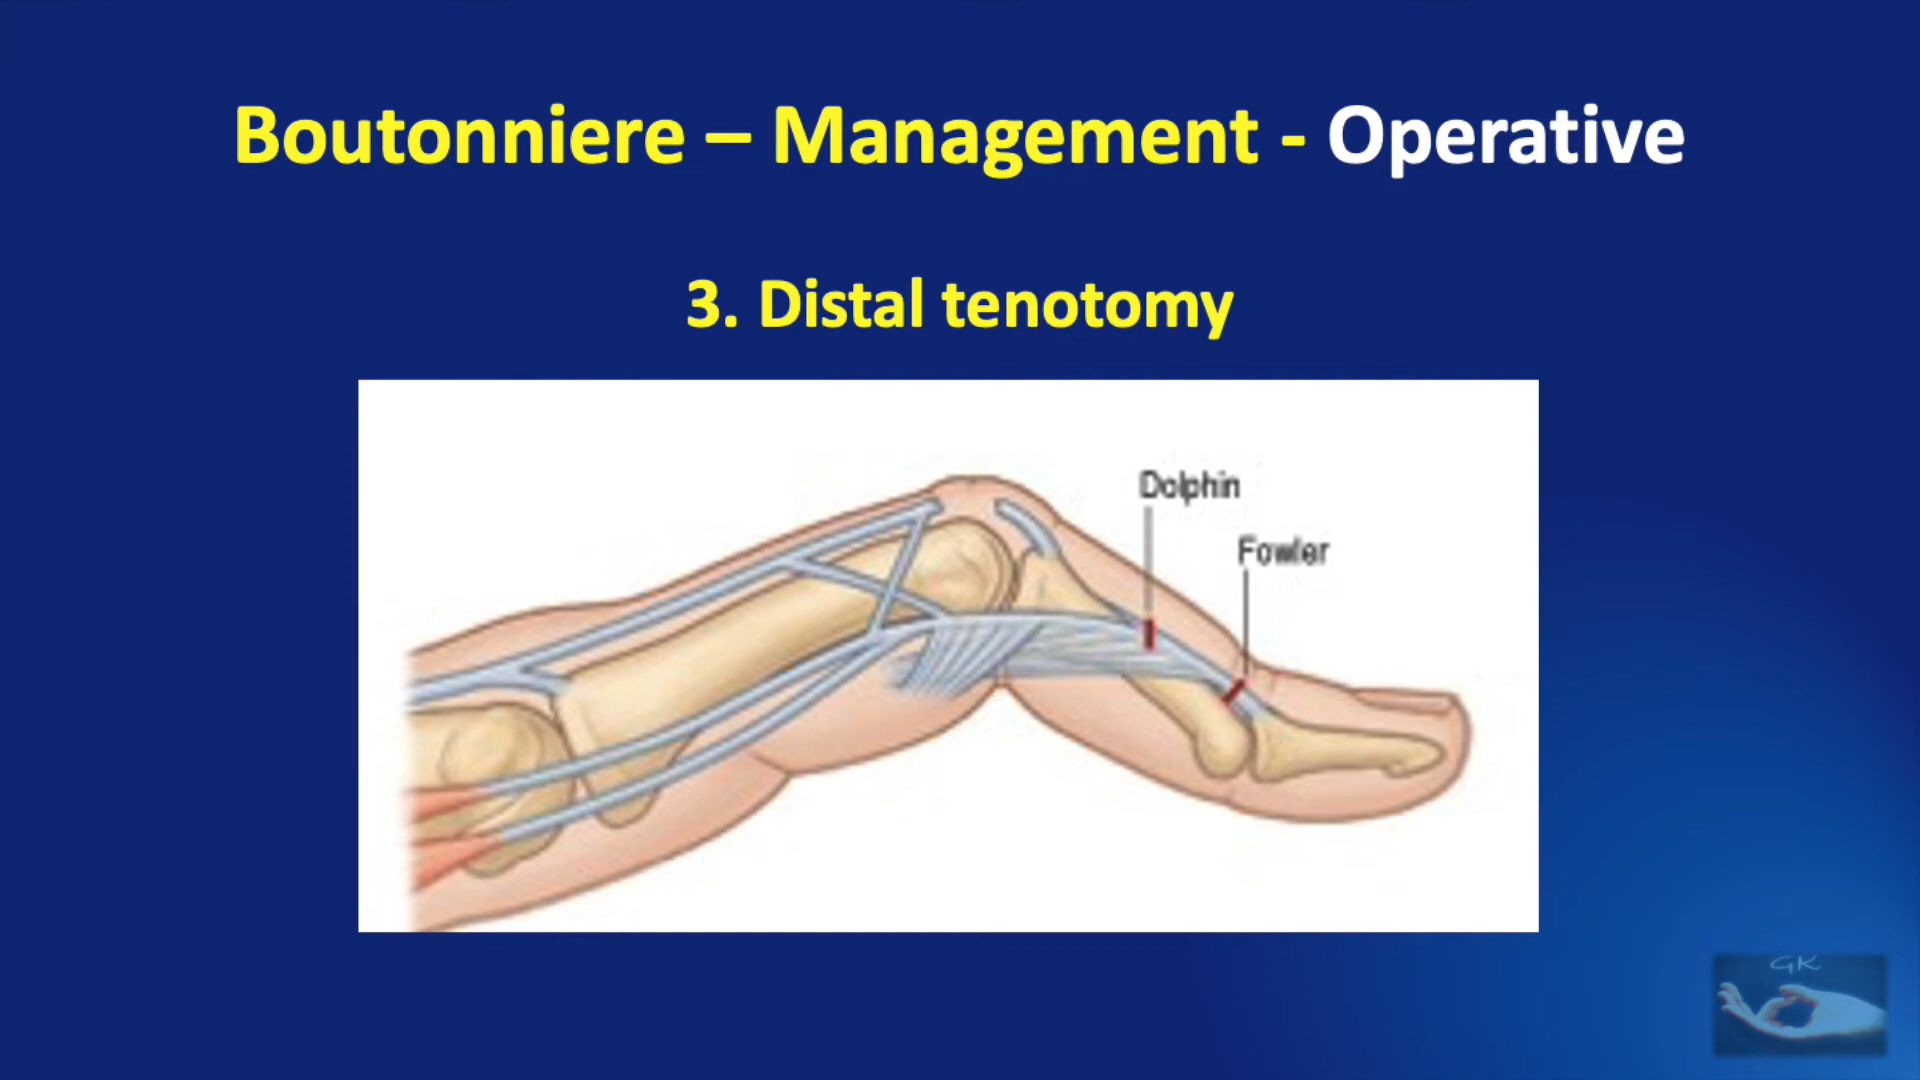 Boutonniere – Management - Operative
3. Distal tenotomy
Dolphin
Fowler
GK